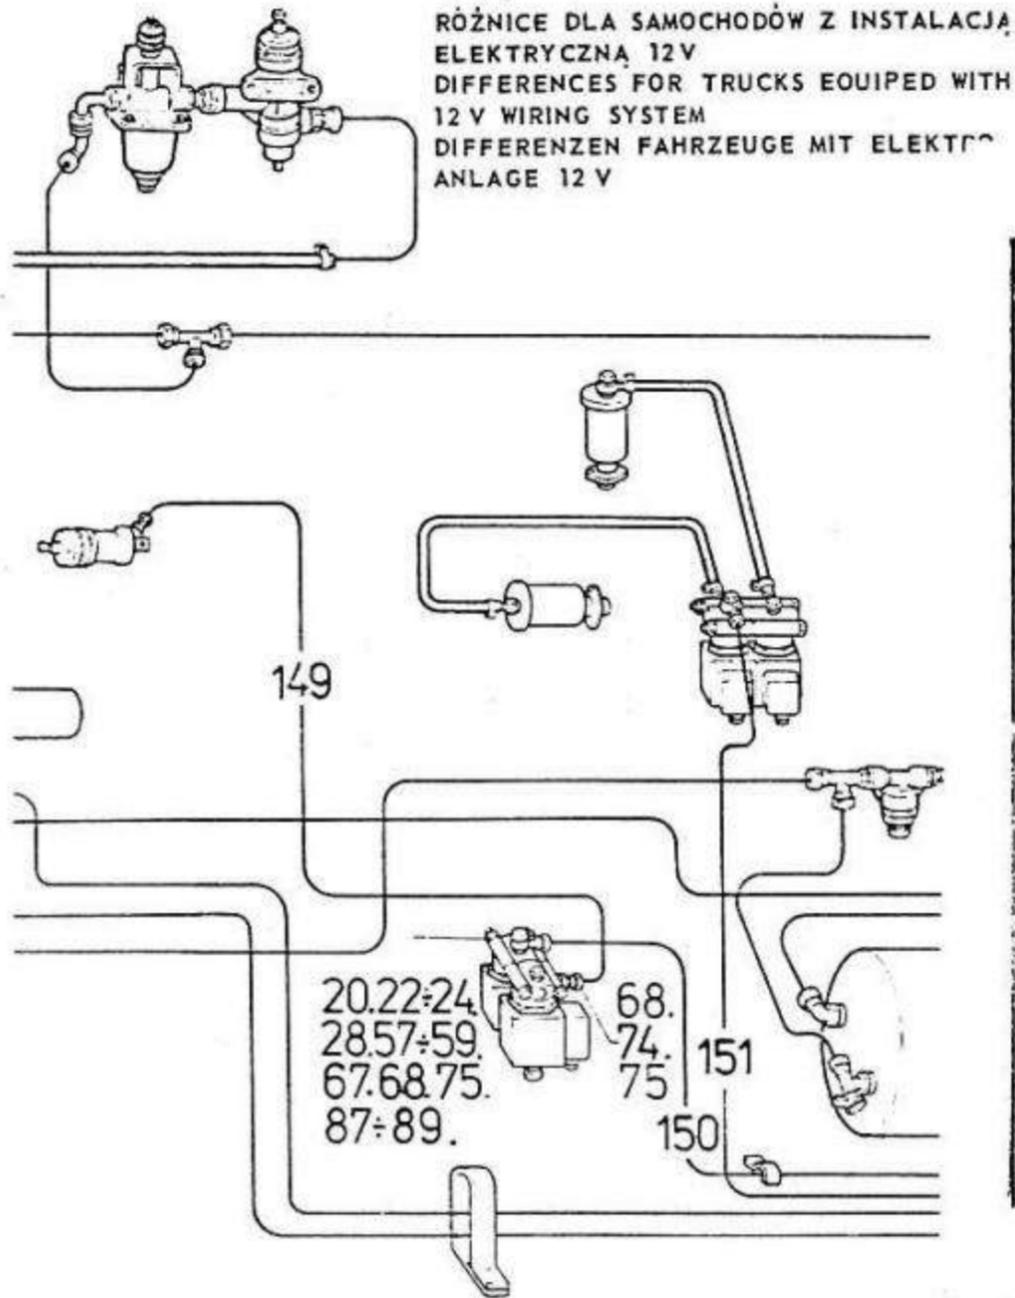 RÓŻNICE DLA SAMOCHODÓW Z INSTALACJĄ
ELEKTRYCZNĄ 12V
DIFFERENCES FOR TRUCKS EQUIPED WITH
12 V WIRING SYSTEM
DIFFERENZEN FAHRZEUGE MIT
ANLAGE 12 V
149
20.22÷24.
28.57÷59.
67.68.75.
87÷89.
68.
74.
75
151
150